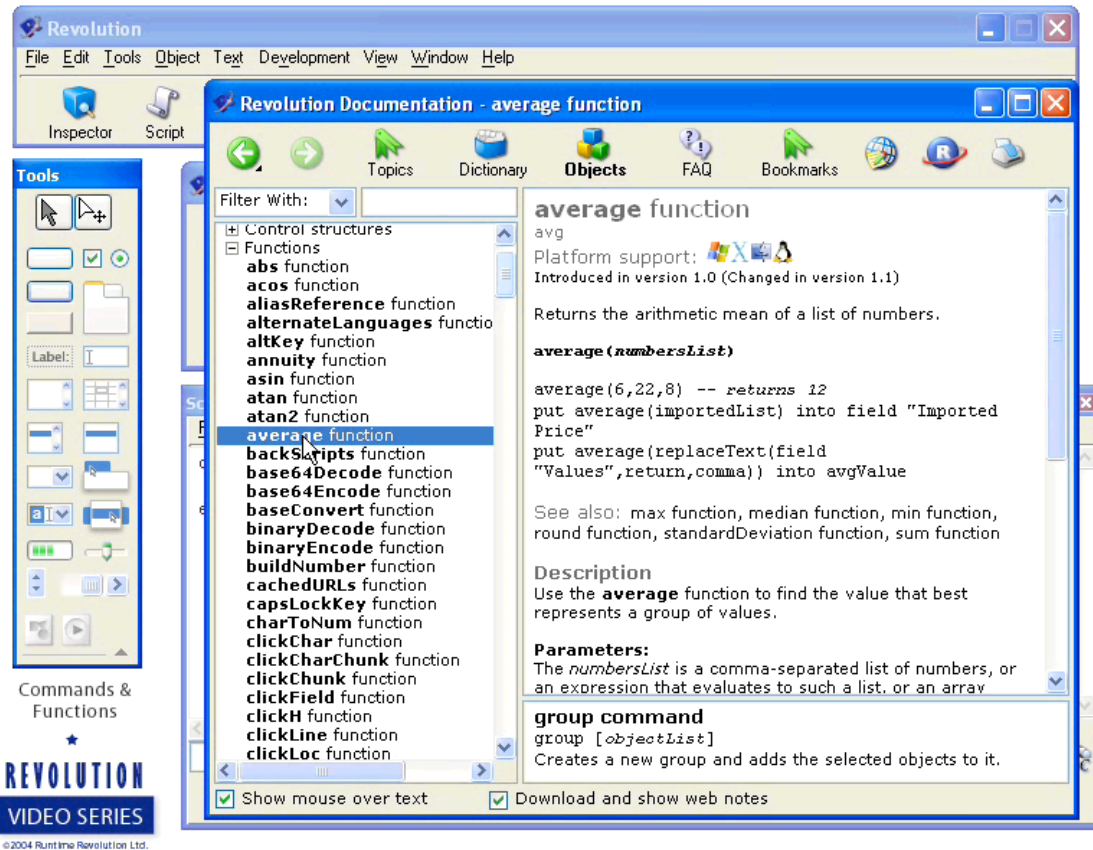 Revolution
File Edit Tools Object Text Development View Window Help
Inspector Script
Revolution Documentation - average function
Topics Dictionary Objects FAQ Bookmarks
Tools
Label:
Filter With:
Control structures
Functions
abs function
acos function
aliasReference function
alternateLanguages functio
altKey function
annuity function
asin function
atan function
atan2 function
average function
backScripts function
base64Decode function
base64Encode function
baseConvert function
binaryDecode function
binaryEncode function
buildNumber function
cachedURLs function
capsLockKey function
charToNum function
clickChar function
clickCharChunk function
clickChunk function
clickField function
clickH function
clickLine function
clickLoc function
average function
avg
Platform support:
Introduced in version 1.0 (Changed in version 1.1)
Returns the arithmetic mean of a list of numbers.
average(numbersList)
average(6,22,8) -- returns 12
put average(importedList) into field "Imported
Price"
put average(replaceText(field
"Values",return,comma)) into avgValue
See also: max function, median function, min function,
round function, standardDeviation function, sum function
Description
Use the average function to find the value that best
represents a group of values.
Parameters:
The numbersList is a comma-separated list of numbers, or
an expression that evaluates to such a list, or an array
group command
group [objectList]
Creates a new group and adds the selected objects to it.
Show mouse over text
Download and show web notes
Commands &
Functions
REVOLUTION
VIDEO SERIES
©2004 Runtime Revolution Ltd.